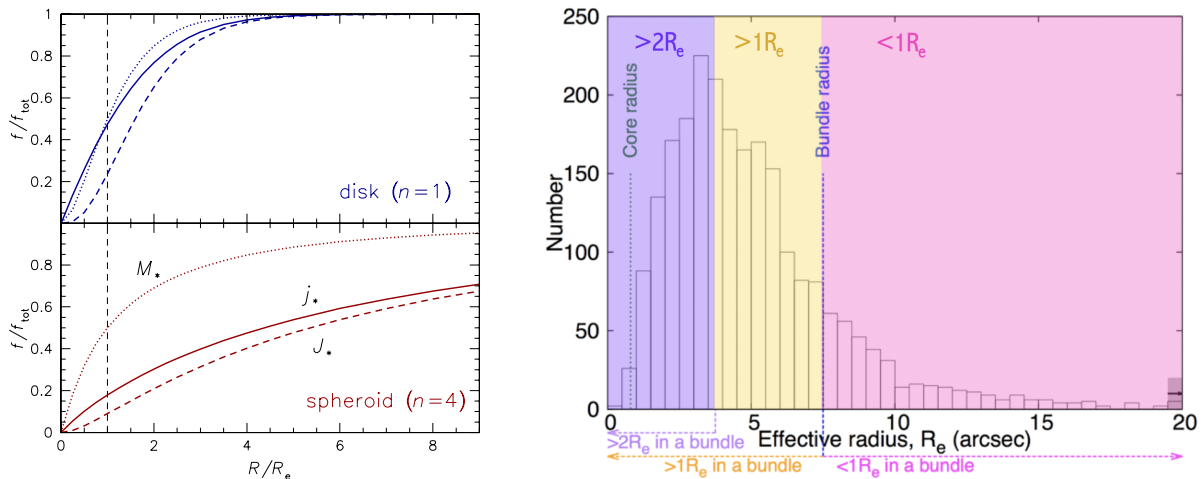 1
0.8
0.6
0.4
0.2
f/f_tot
disk (n=1)
0.8
0.6
0.4
0.2
0
f/f_tot
M_*
j_*
J_*
spheroid (n=4)
0 2 4 6 8
R/R_e
250
200
150
100
50
0
Number
>2R_e >1R_e <1R_e
Core radius
Bundle radius
0 5 10 15 20
Effective radius, R_e (arcsec)
>2R_e in a bundle
>1R_e in a bundle <1R_e in a bundle